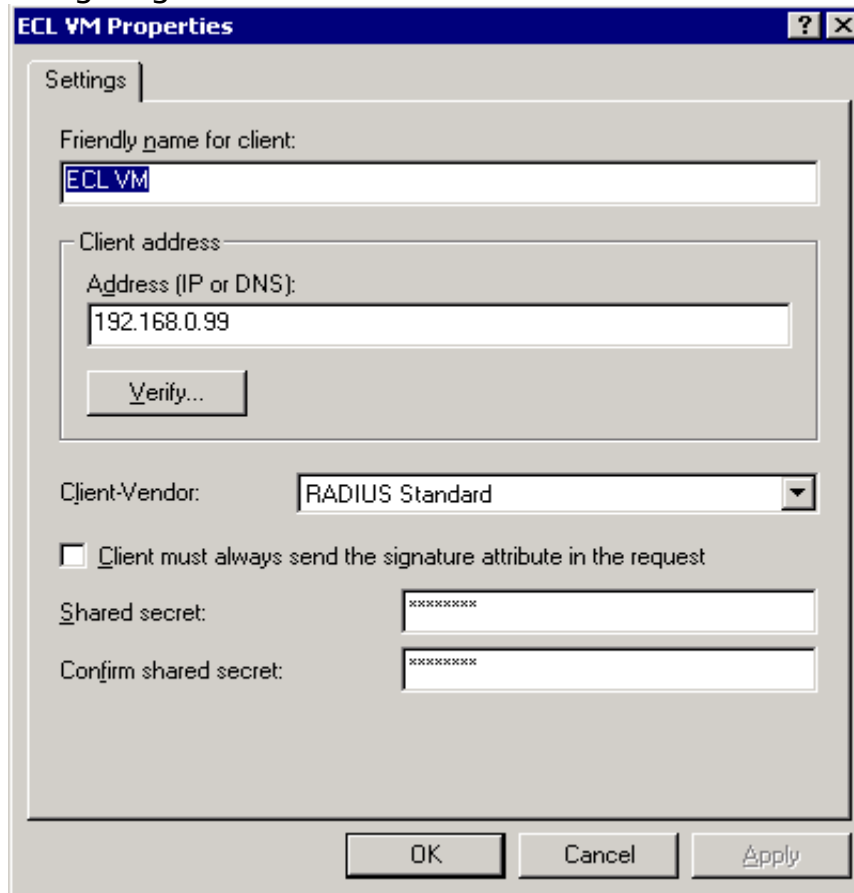 ECL VM Properties
Settings
Friendly name for client:
ECL VM
Client address
Address (IP or DNS):
192.168.0.99
Verify...
Client-Vendor:
RADIUS Standard
Client must always send the signature attribute in the request
Shared secret:
********
Confirm shared secret:
********
OK
Cancel
Apply